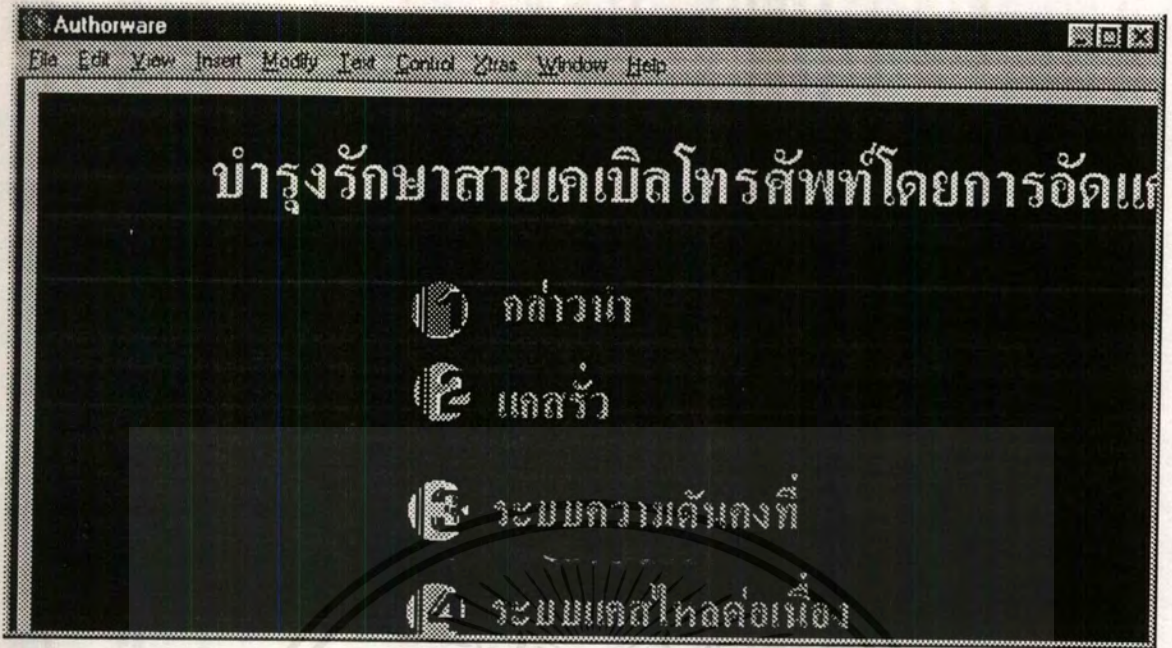 Authorware
File Edit View Insert Modify Text Control Xtras Window Help
บำรุงรักษาสายเคเบิลโทรศัพท์โดยการอัดแก
1 กล่าวนำ
2 แกสรั่ว
3 ระบบความดันคงที่
4 ระบบแกสไหลต่อเนื่อง